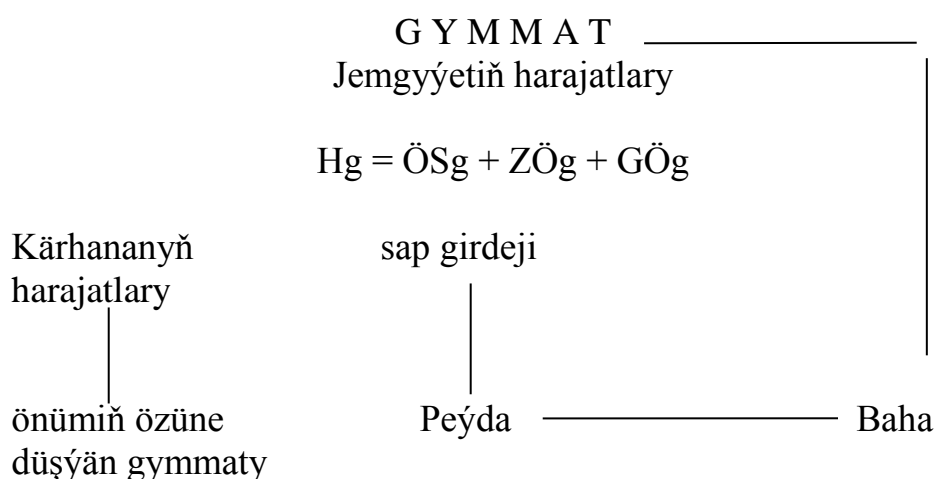 G Y M M A T
Jemgyýetiň harajatlary
Hg = ÖSg + ZÖg + GÖg
Kärhananyň
harajatlary
sap girdeji
önümiň özüne
düşýän gymmaty
Peýda
Baha